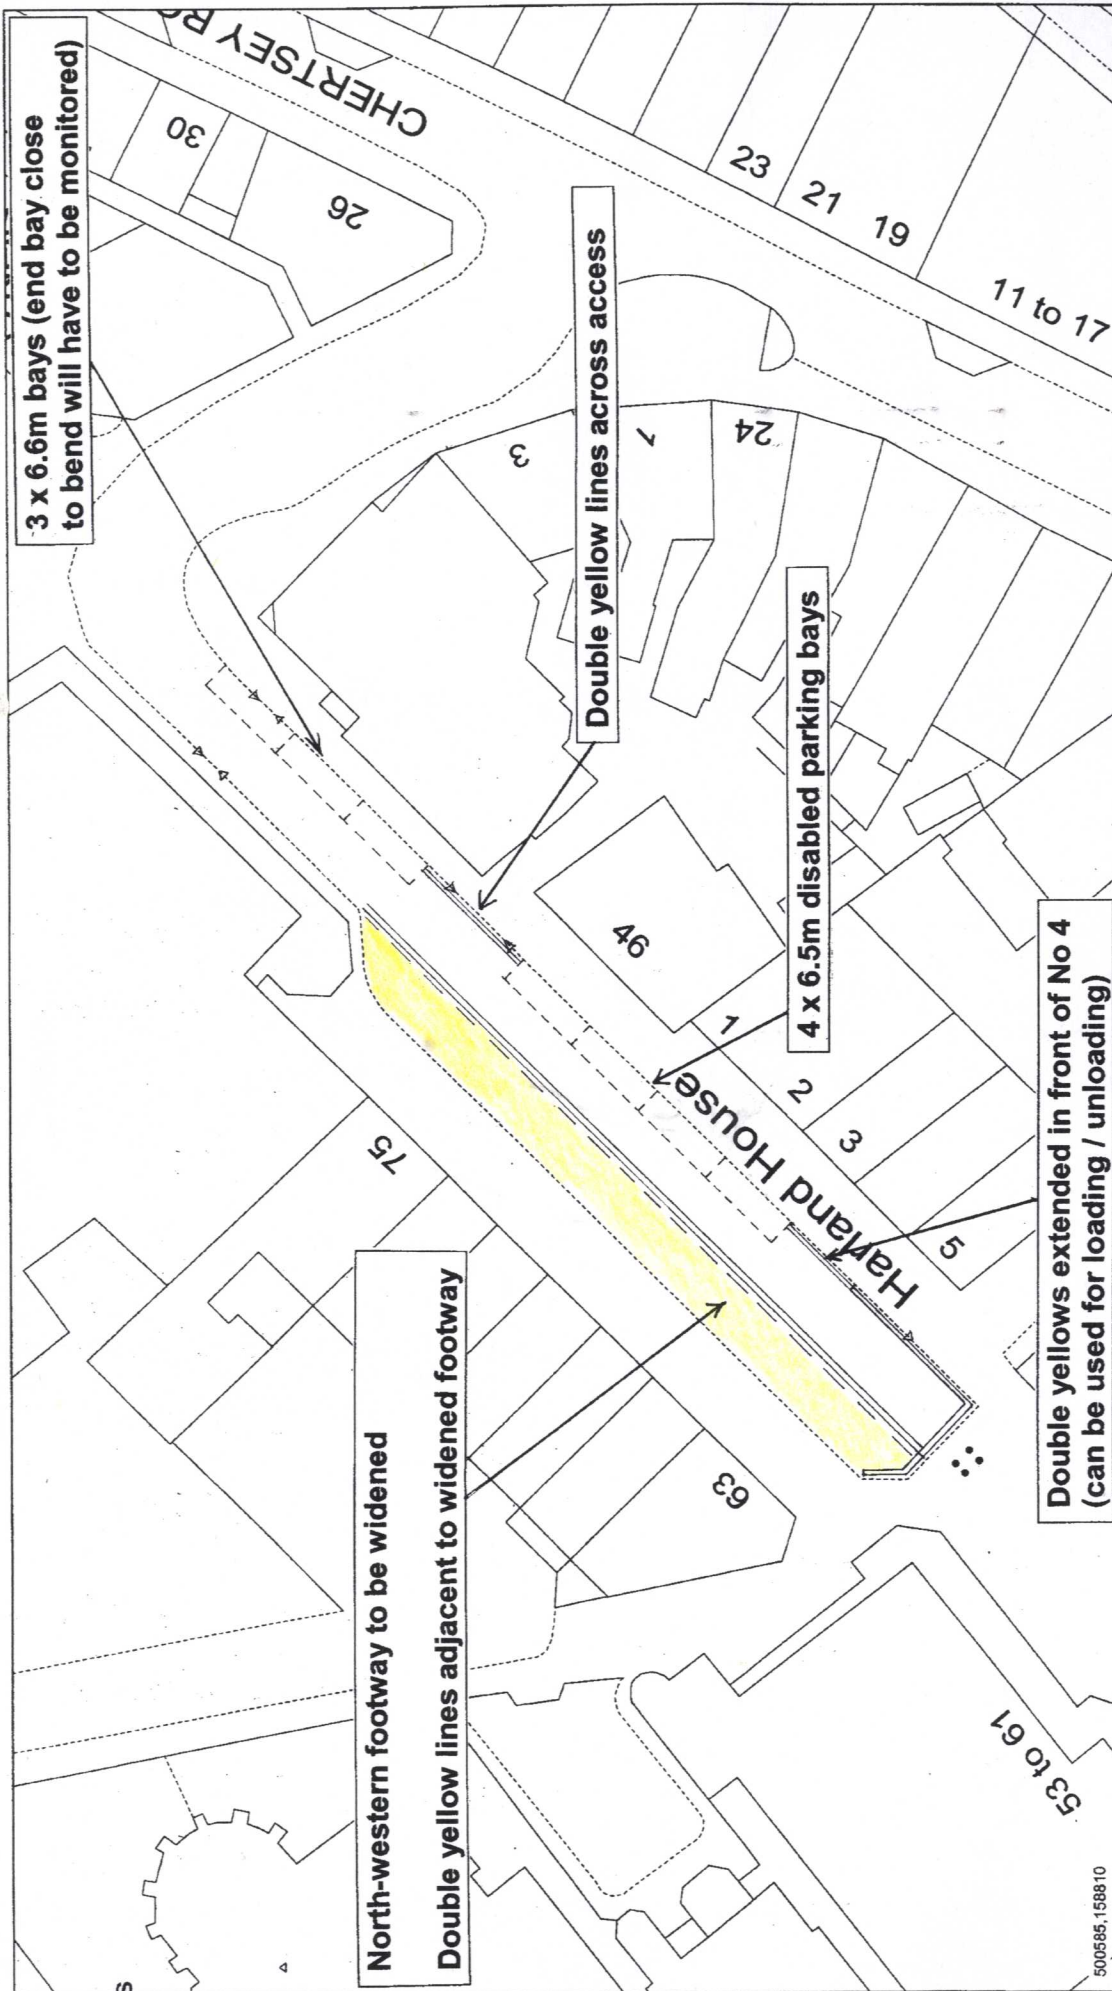 3 x 6.6m bays (end bay close
to bend will have to be monitored)
CHERTSEY
30
26
23
21
19
11 to 17
Double yellow lines across access
3
1
24
4 x 6.5m disabled parking bays
46
1
2
3
5
Harland House
75
63
North-western footway to be widened
Double yellow lines adjacent to widened footway
Double yellows extended in front of No 4
(can be used for loading / unloading)
53 to 61
500585,158810